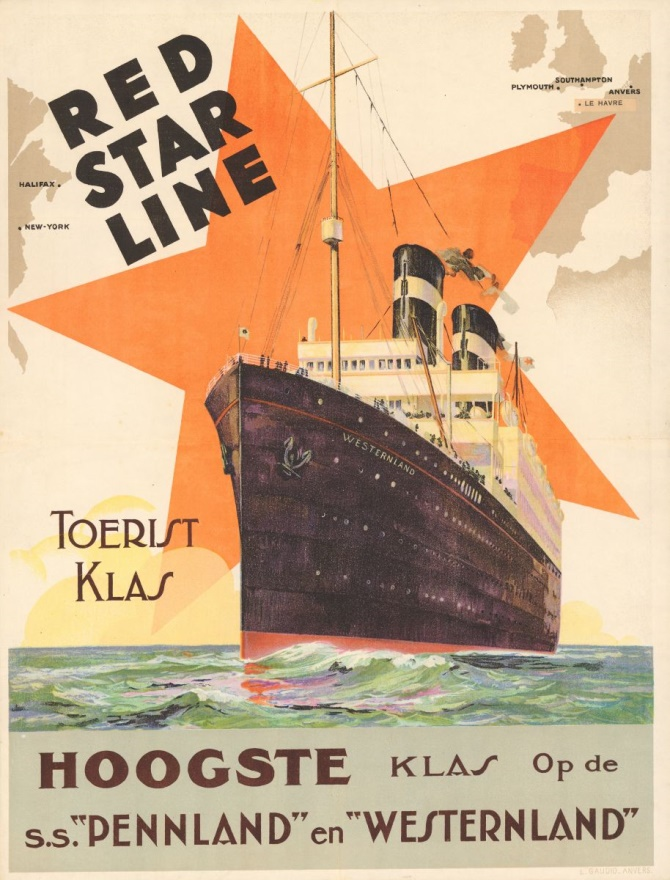 RED
STAR
LINE
PLYMOUTH
SOUTHAMPTON
ANVERS
LE HAVRE
HALIFAX
NEW-YORK
WESTERNLAND
TOERIST
KLAS
HOOGSTE KLAS Op de
s.s. "PENNLAND" en "WESTERNLAND"